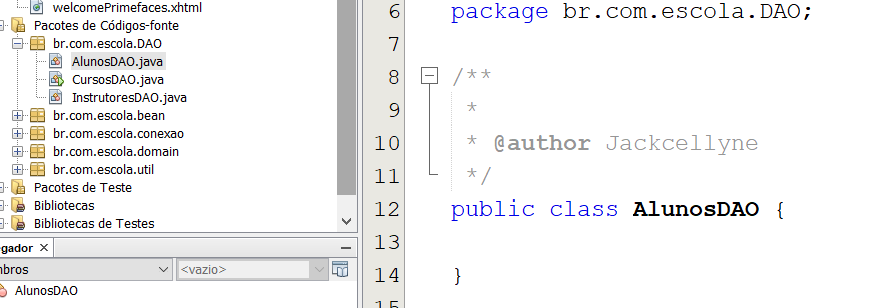 welcomePrimefaces.xhtml
Pacotes de Códigos-fonte
br.com.escola.DAO
AlunosDAO.java
CursosDAO.java
InstrutoresDAO.java
br.com.escola.bean
br.com.escola.conexao
br.com.escola.domain
br.com.escola.util
Pacotes de Teste
Bibliotecas
Bibliotecas de Testes
egador ×
bros
<vazio>
AlunosDAO
6 package br.com.escola.DAO;
7
8 /**
9 *
10 * @author Jackcellyne
11 */
12 public class AlunosDAO {
13
14 }
15